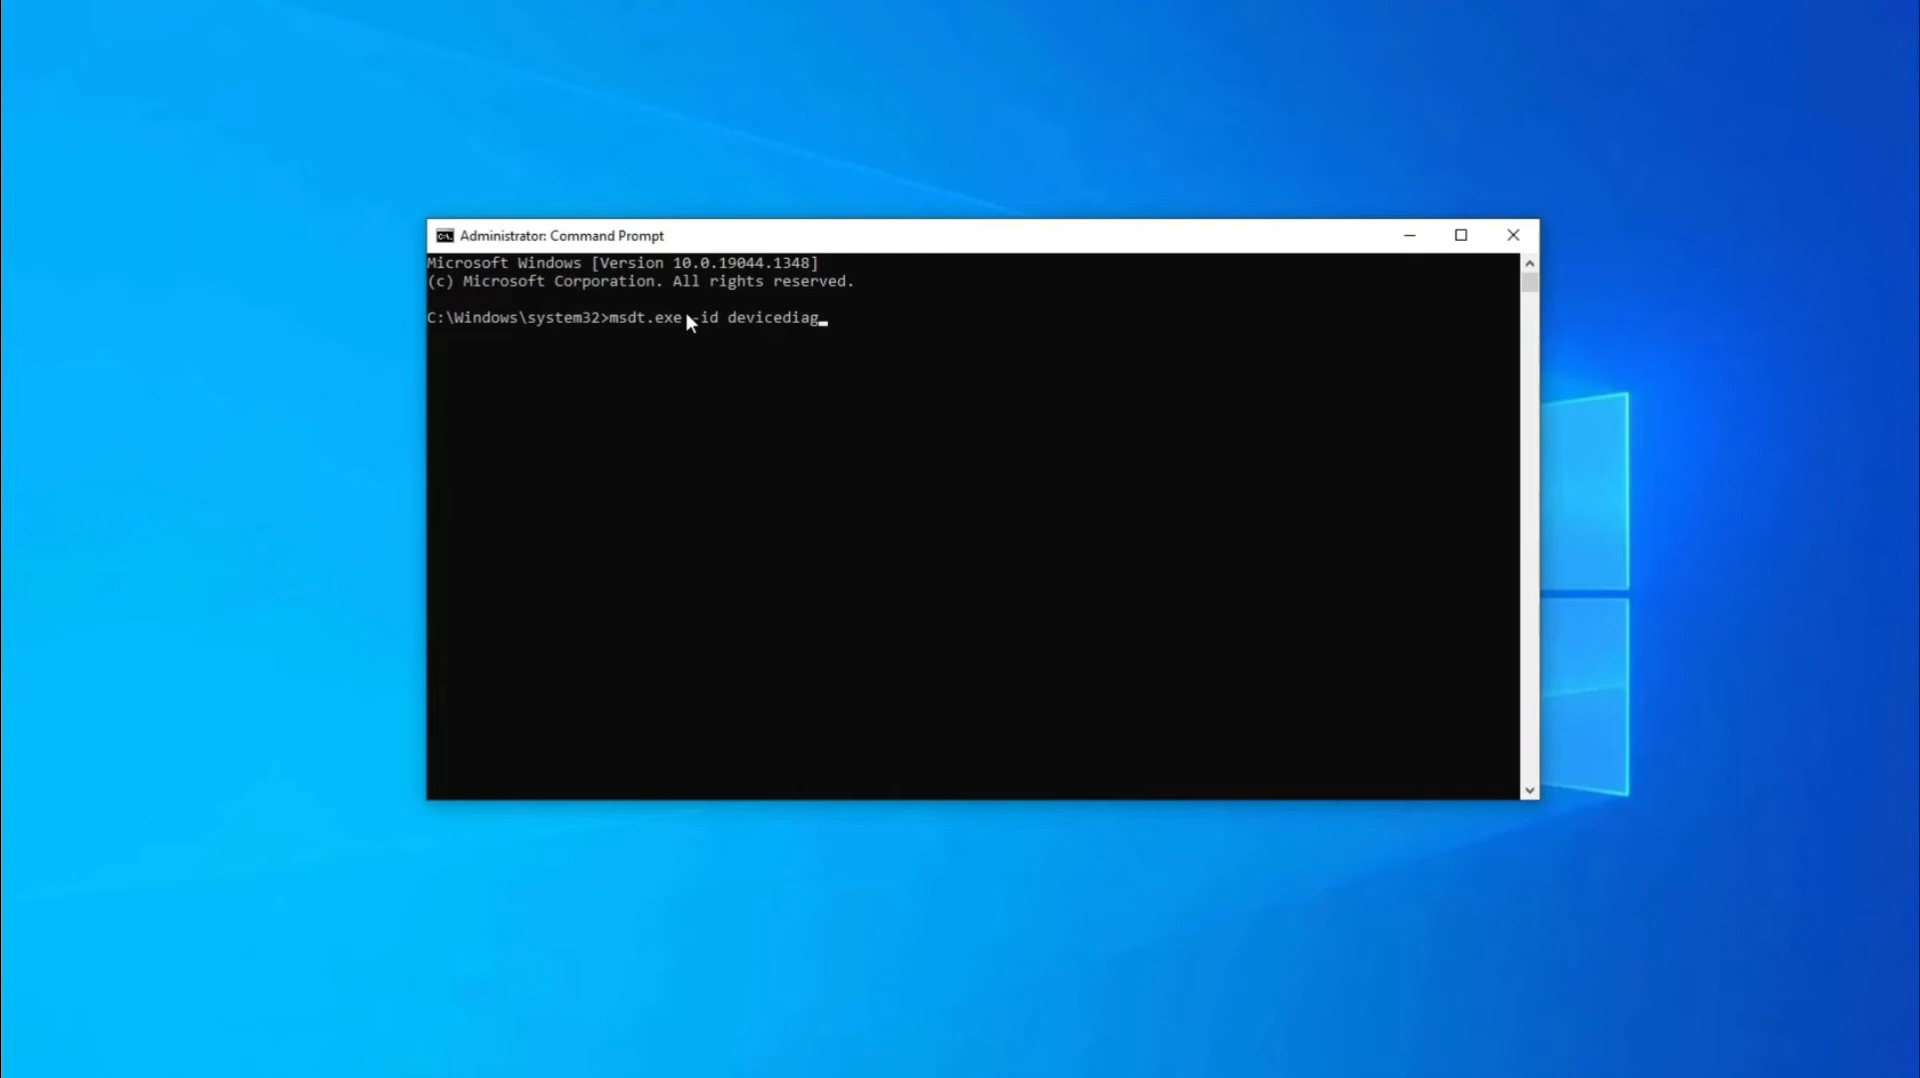 Administrator: Command Prompt
Microsoft Windows [Version 10.0.19044.1348]
(c) Microsoft Corporation. All rights reserved.
C:\Windows\system32>msdt.exe -id devicediag